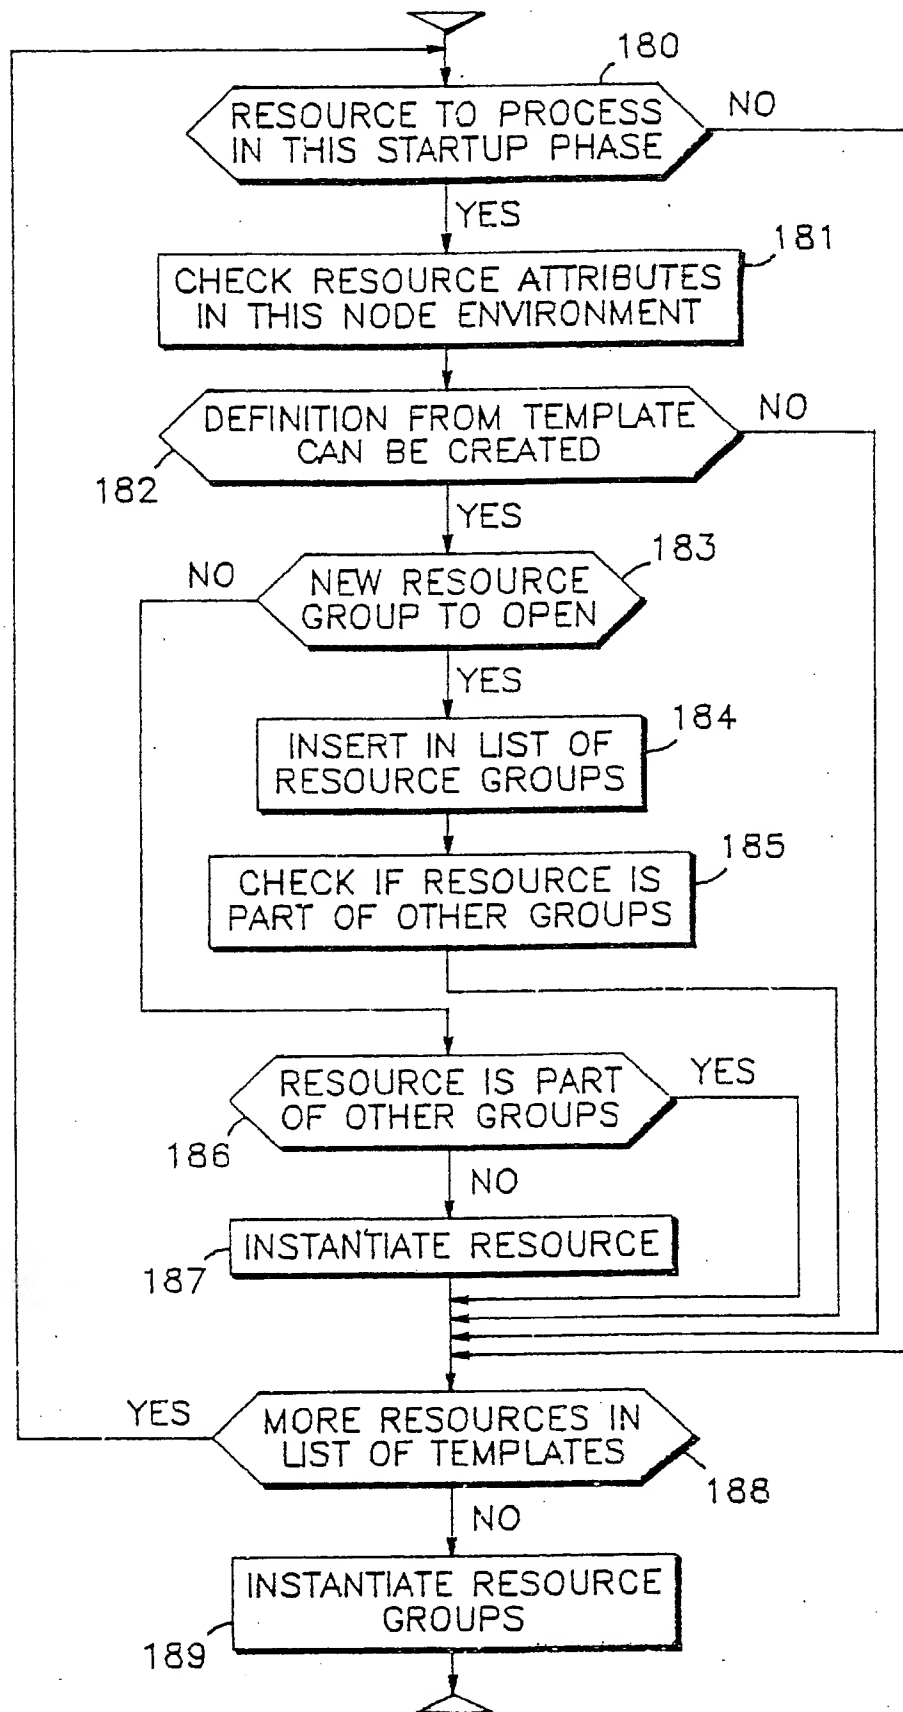 180
RESOURCE TO PROCESS
IN THIS STARTUP PHASE
NO
YES
181
CHECK RESOURCE ATTRIBUTES
IN THIS NODE ENVIRONMENT
DEFINITION FROM TEMPLATE
CAN BE CREATED
NO
182
YES
183
NO
NEW RESOURCE
GROUP TO OPEN
YES
184
INSERT IN LIST OF
RESOURCE GROUPS
185
CHECK IF RESOURCE IS
PART OF OTHER GROUPS
RESOURCE IS PART
OF OTHER GROUPS
YES
186
NO
INSTANTIATE RESOURCE
187
YES
MORE RESOURCES IN
LIST OF TEMPLATES
188
NO
INSTANTIATE RESOURCE
GROUPS
189